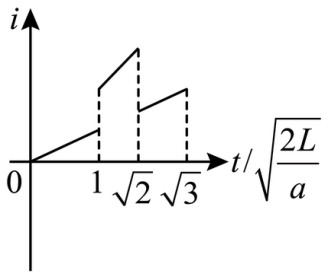 i
0 1 √2 √3 t/√(2L/a)